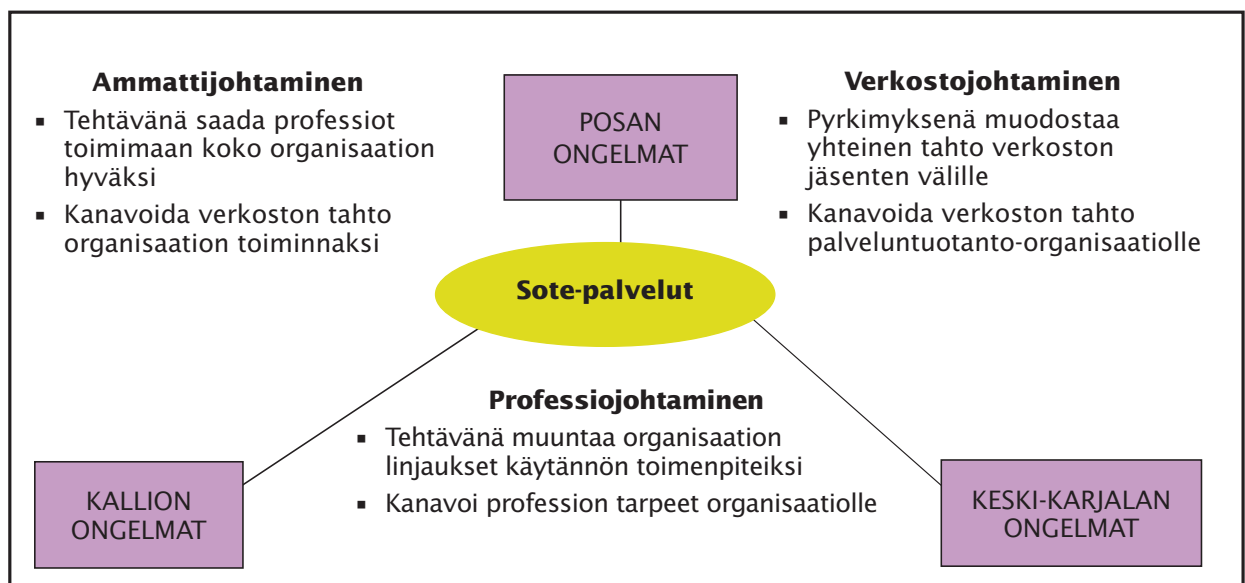 Ammattijohtaminen
▪ Tehtävänä saada professiot
toimimaan koko organisaation
hyväksi
▪ Kanavoida verkoston tahto
organisaation toiminnaksi
POSAN
ONGELMAT
Verkostojohtaminen
▪ Pyrkimyksenä muodostaa
yhteinen tahto verkoston
jäsenten välille
▪ Kanavoida verkoston tahto
palveluntuotanto-organisaatiolle
Sote-palvelut
Professiojohtaminen
▪ Tehtävänä muuntaa organisaation
linjaukset käytännön toimenpiteiksi
▪ Kanavoi profession tarpeet organisaatiolle
KALLION
ONGELMAT
KESKI-KARJALAN
ONGELMAT